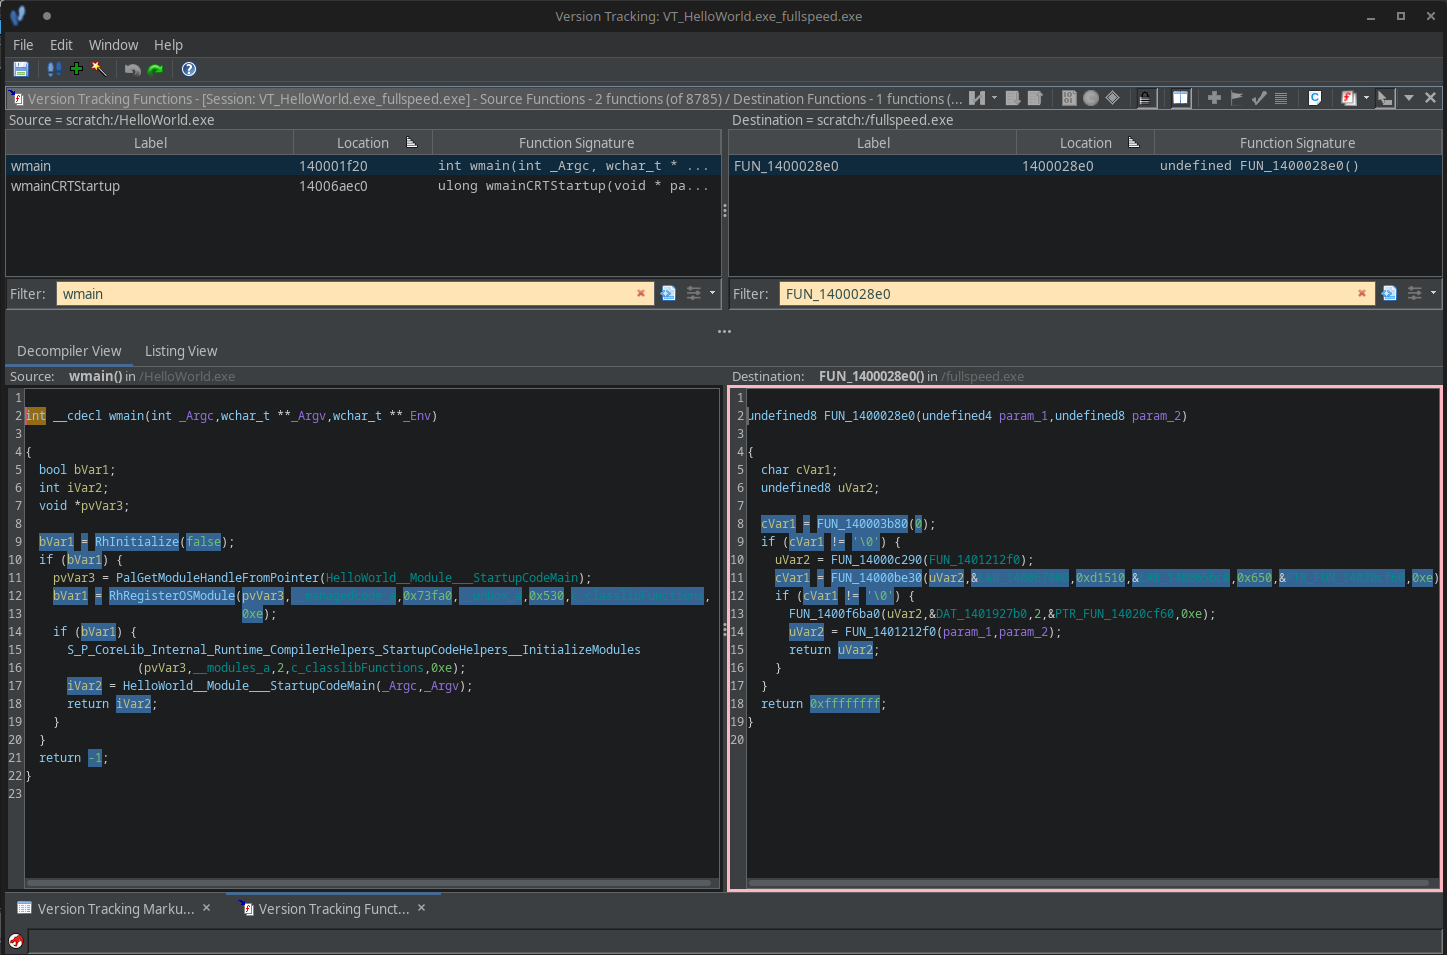 Version Tracking: VT_HelloWorld.exe_fullspeed.exe
File Edit Window Help
Version Tracking Functions - [Session: VT_HelloWorld.exe_fullspeed.exe] - Source Functions - 2 functions (of 8785) / Destination Functions - 1 functions (...
Source = scratch:/HelloWorld.exe
Label Location Function Signature
wmain 140001f20 int wmain(int _Argc, wchar_t * ...
wmainCRTStartup 14006aec0 ulong wmainCRTStartup(void * pa...
Filter: wmain
Destination = scratch:/fullspeed.exe
Label Location Function Signature
FUN_1400028e0 1400028e0 undefined FUN_1400028e0()
Filter: FUN_1400028e0
Decompiler View Listing View
Source: wmain() in /HelloWorld.exe
1
2 int __cdecl wmain(int _Argc,wchar_t **_Argv,wchar_t **_Env)
3
4 {
5 bool bVar1;
6 int iVar2;
7 void *pvVar3;
8
9 bVar1 = RhInitialize(false);
10 if (bVar1) {
11 pvVar3 = PalGetModuleHandleFromPointer(HelloWorld__Module___StartupCodeMain);
12 bVar1 = RhRegisterOSModule(pvVar3,__managedcode_a,0x73fa0,__unbox_a,0x530,c_classlibFunctions,
13 0xe);
14 if (bVar1) {
15 S_P_CoreLib_Internal_Runtime_CompilerHelpers_StartupCodeHelpers__InitializeModules
16 (pvVar3,__modules_a,2,c_classlibFunctions,0xe);
17 iVar2 = HelloWorld__Module___StartupCodeMain(_Argc,_Argv);
18 return iVar2;
19 }
20 }
21 return -1;
22 }
23
Destination: FUN_1400028e0() in /fullspeed.exe
1
2 undefined8 FUN_1400028e0(undefined4 param_1,undefined8 param_2)
3
4 {
5 char cVar1;
6 undefined8 uVar2;
7
8 cVar1 = FUN_140003b80(0);
9 if (cVar1 != '\0') {
10 uVar2 = FUN_14000c290(FUN_1401212f0);
11 cVar1 = FUN_14000be30(uVar2,& ,0xd1510,& ,0x650,& ,0xe)
12 if (cVar1 != '\0') {
13 FUN_1400f6ba0(uVar2,&DAT_1401927b0,2,&PTR_FUN_14020cf60,0xe);
14 uVar2 = FUN_1401212f0(param_1,param_2);
15 return uVar2;
16 }
17 }
18 return 0xffffffff;
19 }
20
Version Tracking Marku... Version Tracking Funct...